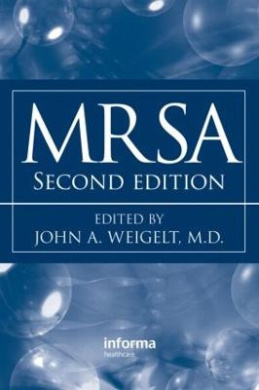 MRSA
SECOND EDITION
EDITED BY
JOHN A. WEIGELT, M.D.
informa
healthcare